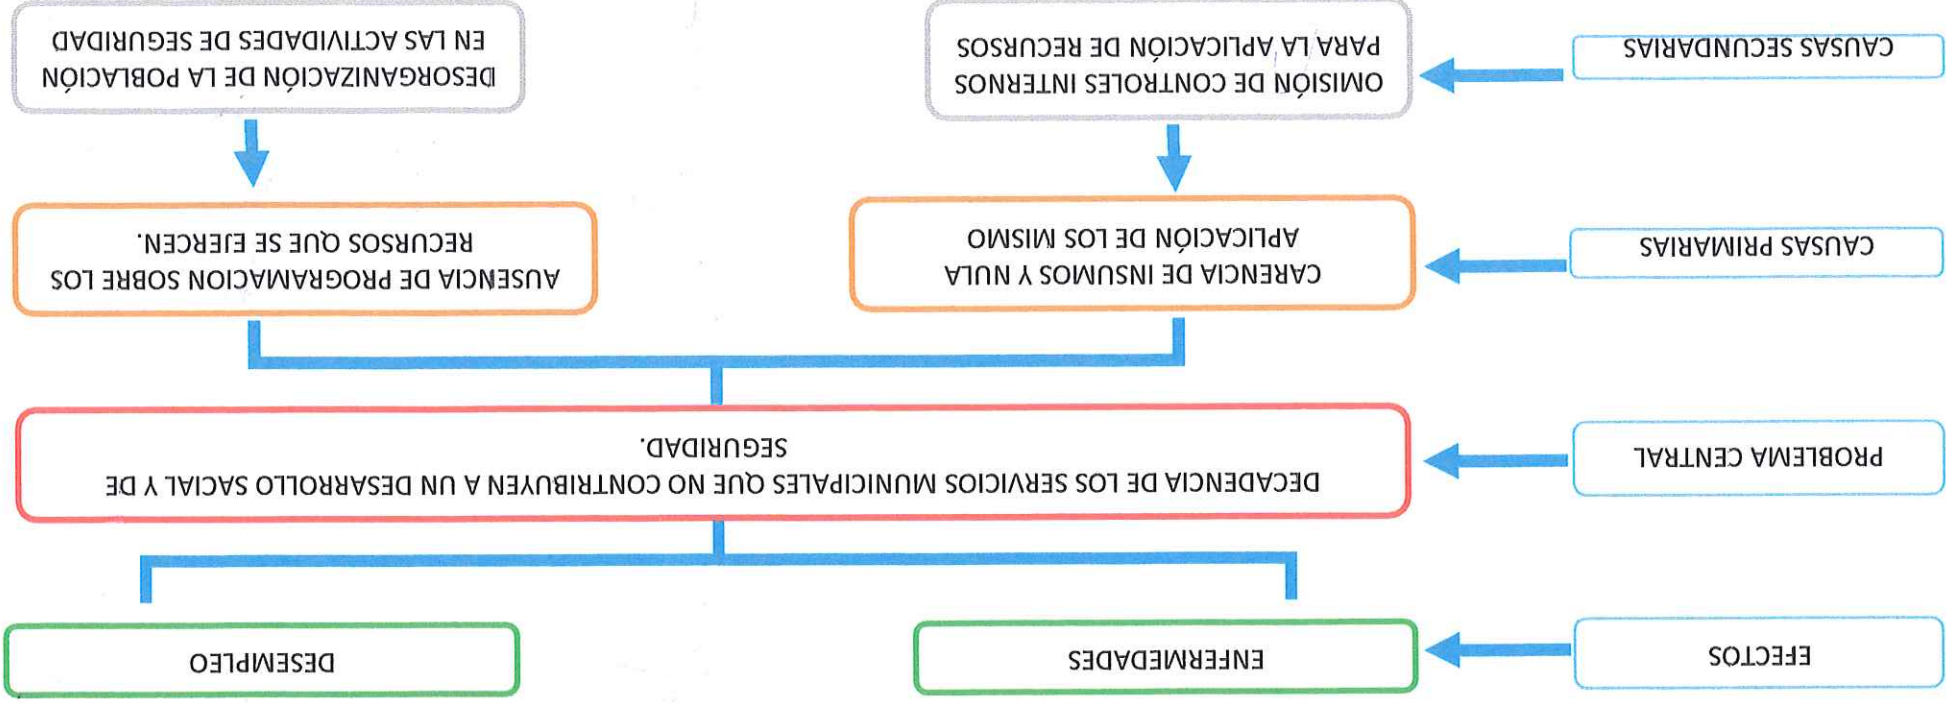 EFECTOS
ENFERMEDADES
DESEMPLEO
PROBLEMA CENTRAL
DECADENCIA DE LOS SERVICIOS MUNICIPALES QUE NO CONTRIBUYEN A UN DESARROLLO SACIAL Y DE
SEGURIDAD.
CAUSAS PRIMARIAS
CARENCIA DE INSUMOS Y NULA
APLICACIÓN DE LOS MISMO
AUSENCIA DE PROGRAMACION SOBRE LOS
RECURSOS QUE SE EJERCEN.
CAUSAS SECUNDARIAS
OMISIÓN DE CONTROLES INTERNOS
PARA LA APLICACIÓN DE RECURSOS
DESORGANIZACIÓN DE LA POBLACIÓN
EN LAS ACTIVIDADES DE SEGURIDAD